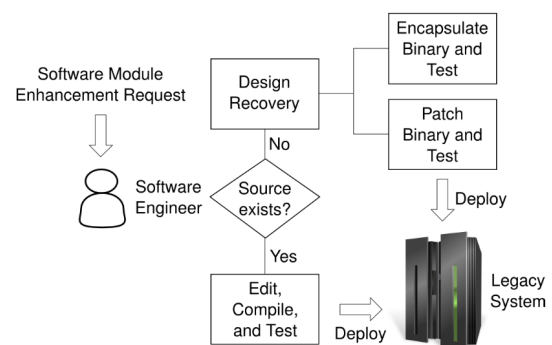 Software Module
Enhancement Request
Software
Engineer
Source
exists?
No
Design
Recovery
Encapsulate
Binary and
Test
Patch
Binary and
Test
Deploy
Yes
Edit,
Compile,
and Test
Deploy
Legacy
System